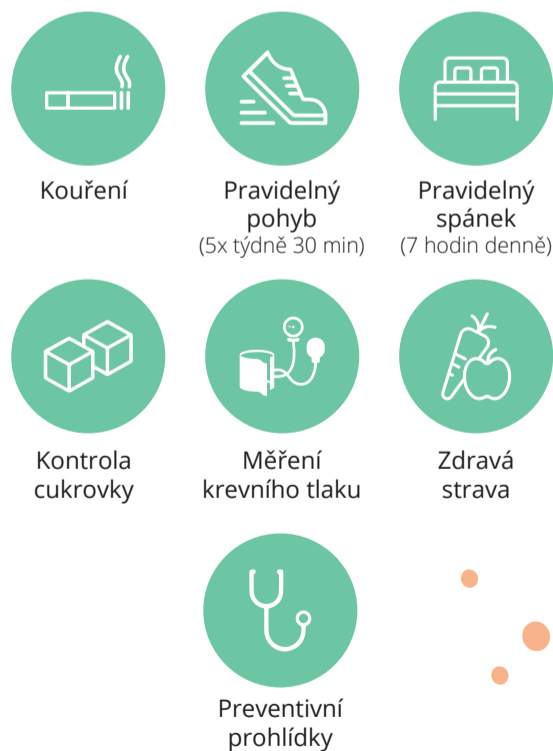 Kouření
Pravidelný
pohyb
(5x týdně 30 min)
Pravidelný
spánek
(7 hodin denně)
Kontrola
cukrovky
Měření
krevního tlaku
Zdravá
strava
Preventivní
prohlídky